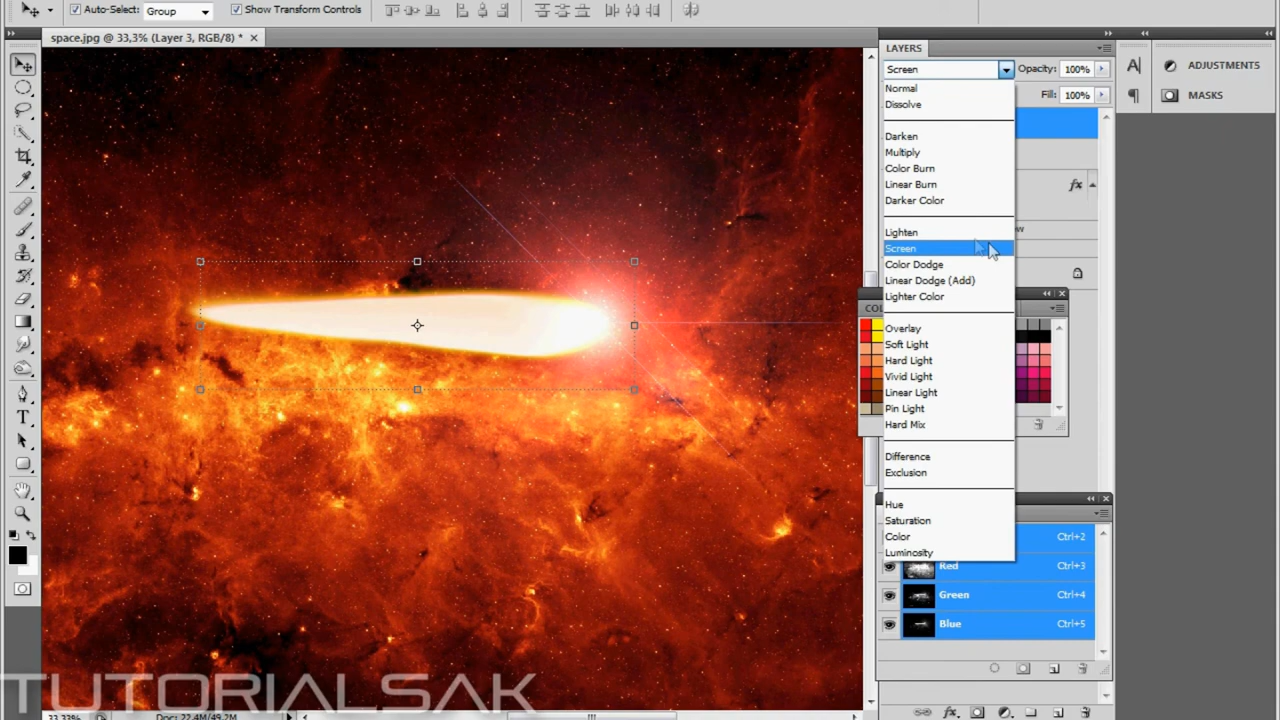 Auto-Select: Group Show Transform Controls
space.jpg @ 33,3% (Layer 3, RGB/8) *
LAYERS
Screen Opacity: 100%
Fill: 100%
ADJUSTMENTS
MASKS
Normal
Dissolve
Darken
Multiply
Color Burn
Linear Burn
Darker Color
Lighten
Screen
Color Dodge
Linear Dodge (Add)
Lighter Color
Overlay
Soft Light
Hard Light
Vivid Light
Linear Light
Pin Light
Hard Mix
Difference
Exclusion
Hue
Saturation
Color
Luminosity
fx
Ctrl+2
Red Ctrl+3
Green Ctrl+4
Blue Ctrl+5
TUTORIALSAK
33,33% Doc: 22,4M/49,2M